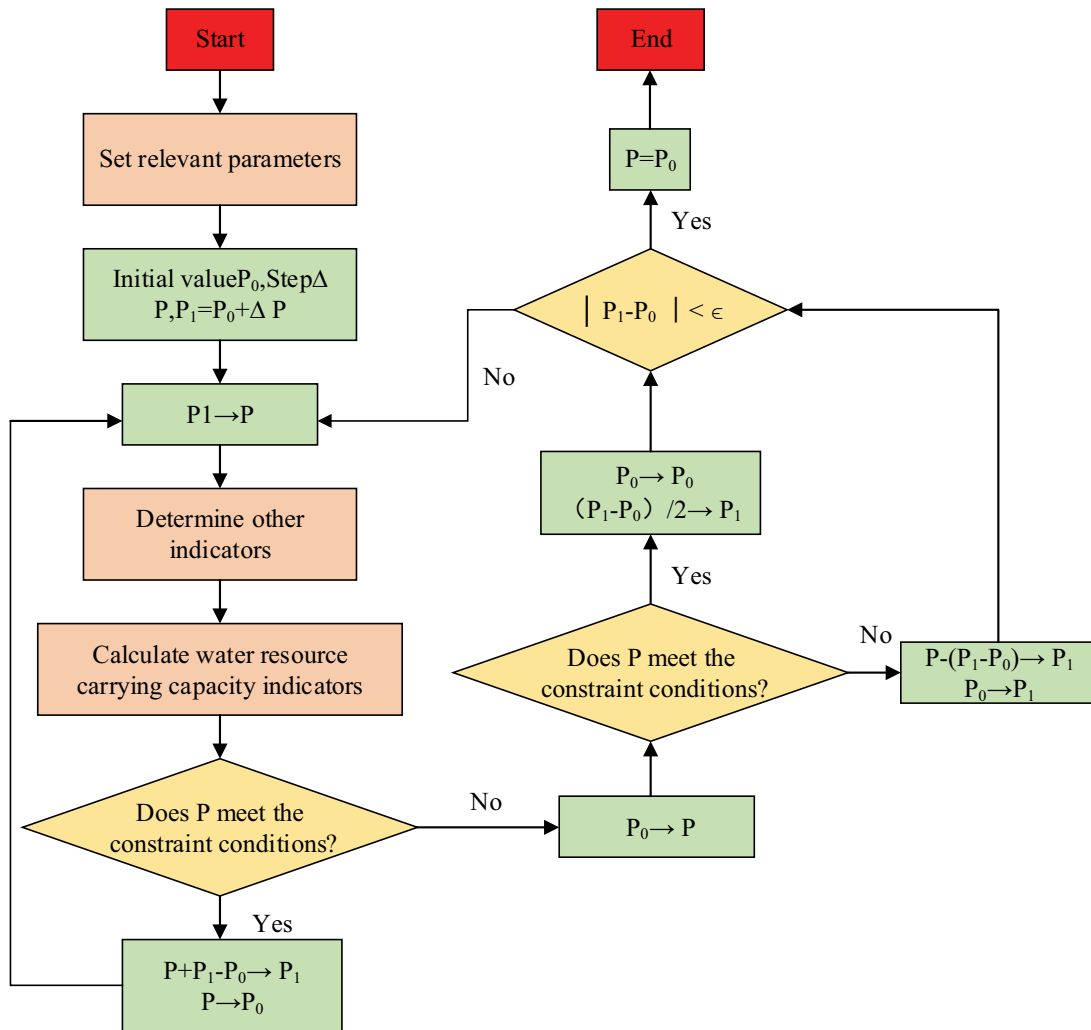 Start
Set relevant parameters
Initial valueP₀,StepΔ
P,P₁=P₀+Δ P
P1→P
Determine other
indicators
Calculate water resource
carrying capacity indicators
Does P meet the
constraint conditions?
Yes
P+P₁-P₀→ P₁
P→P₀
No
P₀→ P
Does P meet the
constraint conditions?
No
P-(P₁-P₀)→ P₁
P₀→P₁
Yes
P₀→ P₀
（P₁-P₀）/2→ P₁
| P₁-P₀ | < ϵ
No
Yes
P=P₀
End